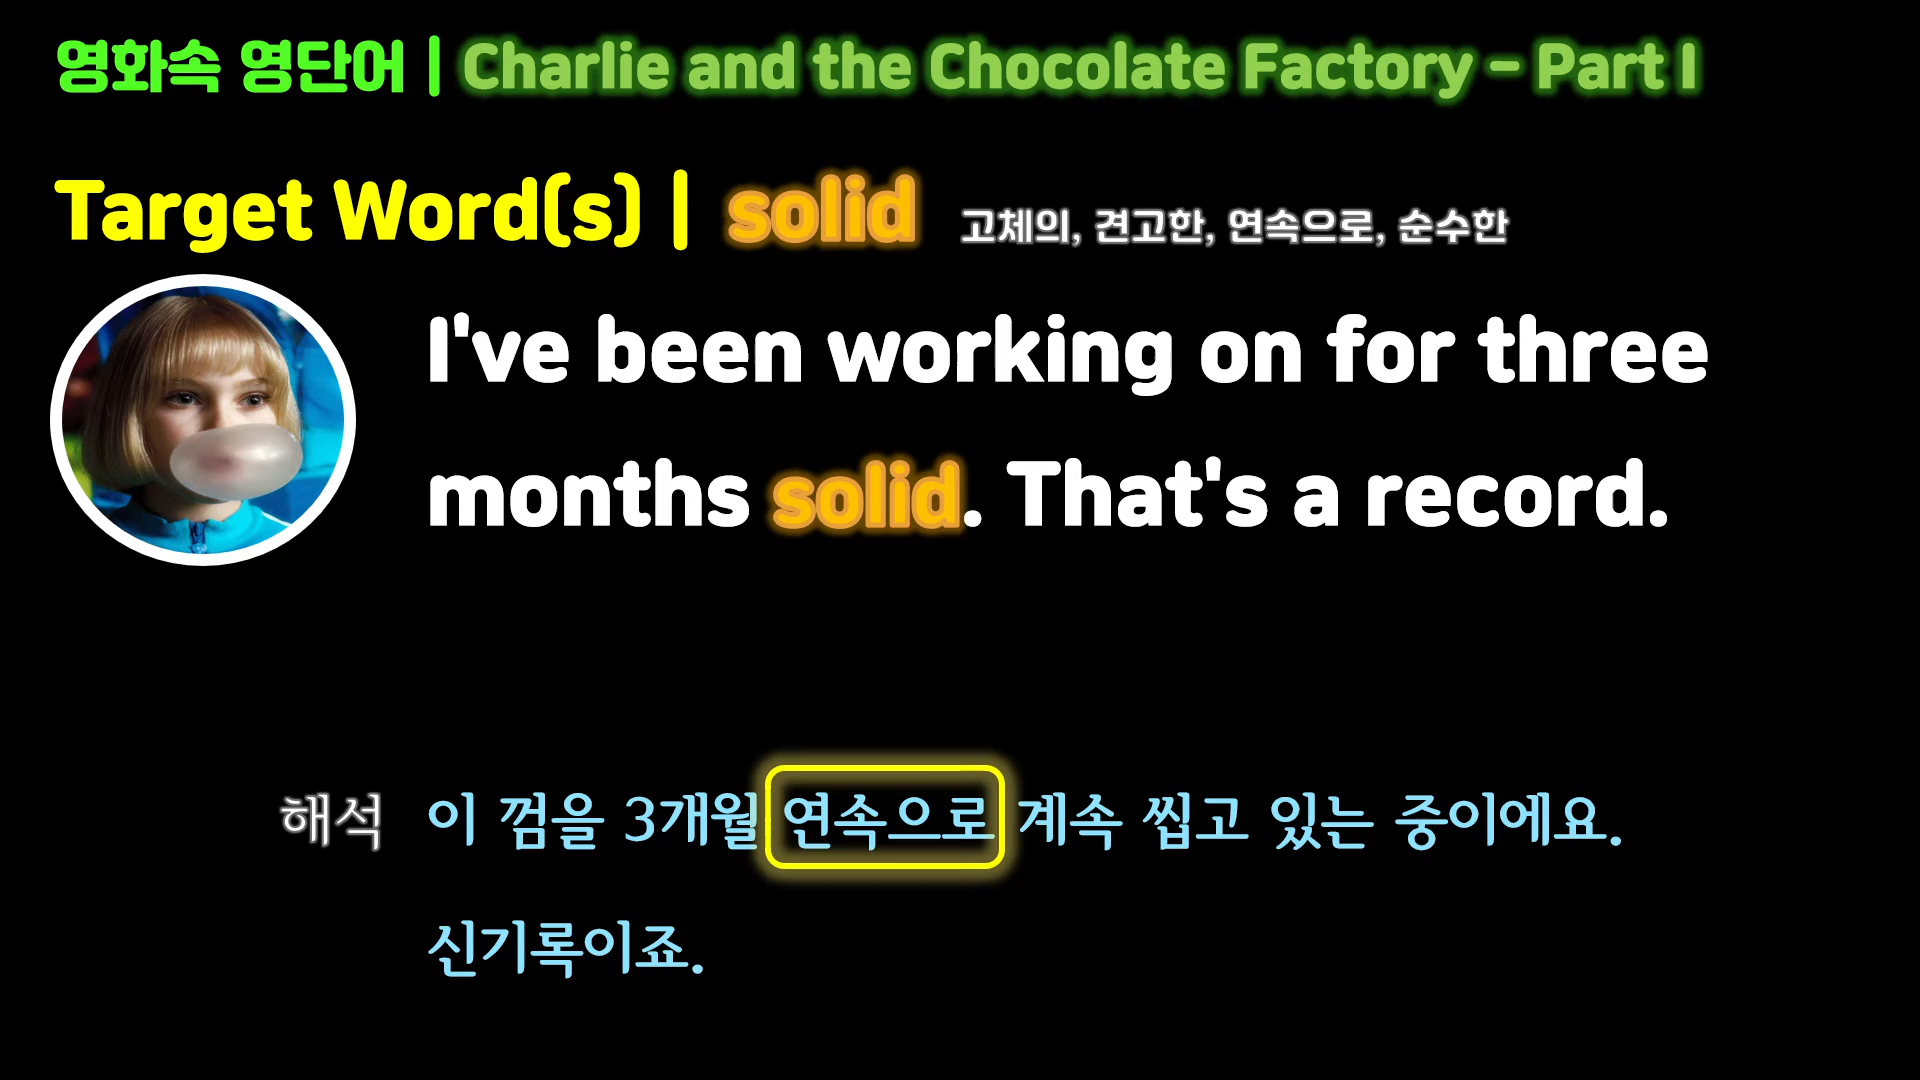 영화속 영단어 | Charlie and the Chocolate Factory - Part I
Target Word(s) | solid 고체의, 견고한, 연속으로, 순수한
I've been working on for three
months solid. That's a record.
해석 이 껌을 3개월 연속으로 계속 씹고 있는 중이에요.
신기록이죠.